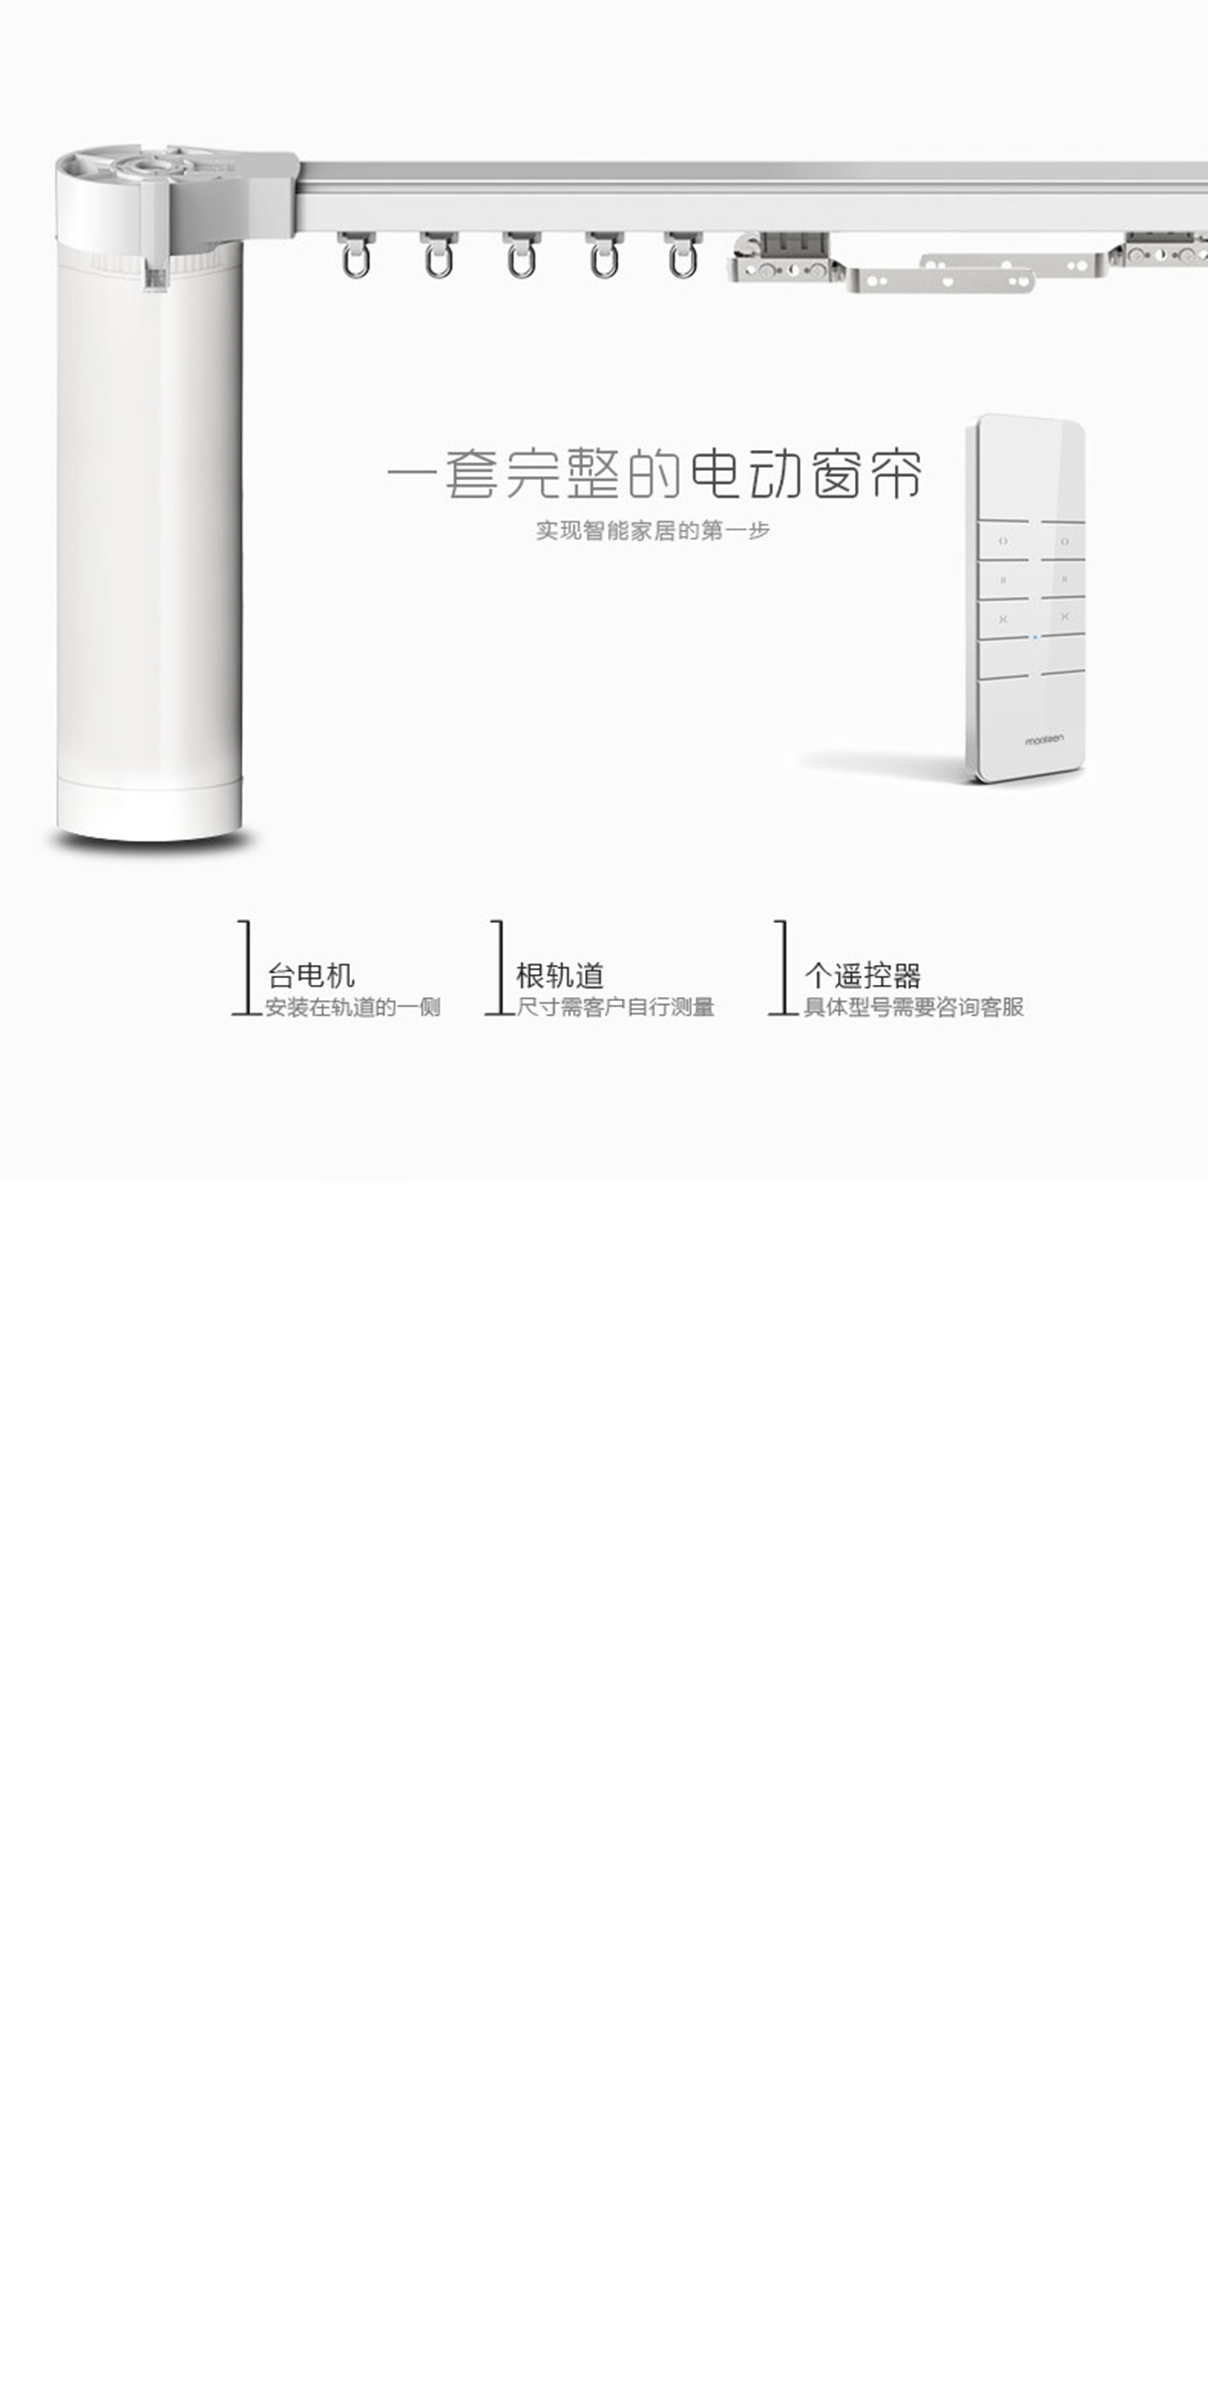 一套完整的电动窗帘
实现智能家居的第一步
mooteen
1台电机
安装在轨道的一侧
1根轨道
尺寸需客户自行测量
1个遥控器
具体型号需要咨询客服